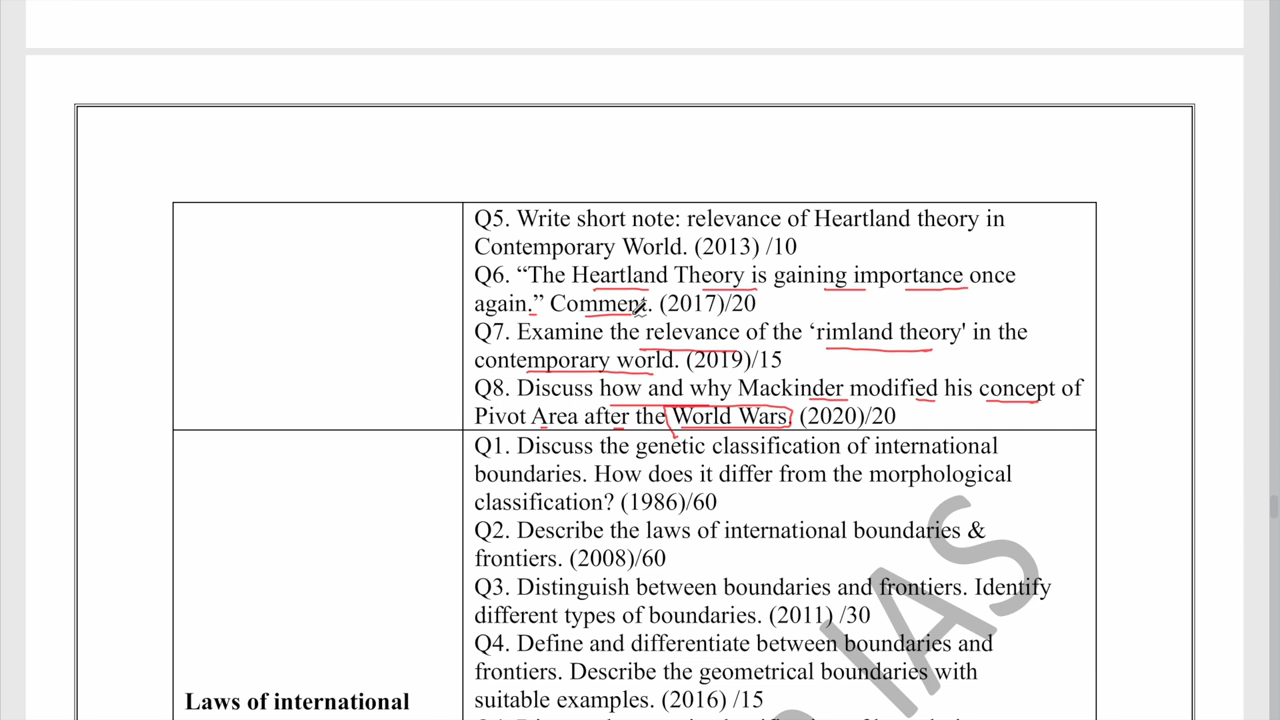 Q5. Write short note: relevance of Heartland theory in
Contemporary World. (2013) /10
Q6. “The Heartland Theory is gaining importance once
again.” Comment. (2017)/20
Q7. Examine the relevance of the ‘rimland theory' in the
contemporary world. (2019)/15
Q8. Discuss how and why Mackinder modified his concept of
Pivot Area after the World Wars. (2020)/20
Q1. Discuss the genetic classification of international
boundaries. How does it differ from the morphological
classification? (1986)/60
Q2. Describe the laws of international boundaries &
frontiers. (2008)/60
Q3. Distinguish between boundaries and frontiers. Identify
different types of boundaries. (2011) /30
Q4. Define and differentiate between boundaries and
frontiers. Describe the geometrical boundaries with
suitable examples. (2016) /15
Laws of international
IAS